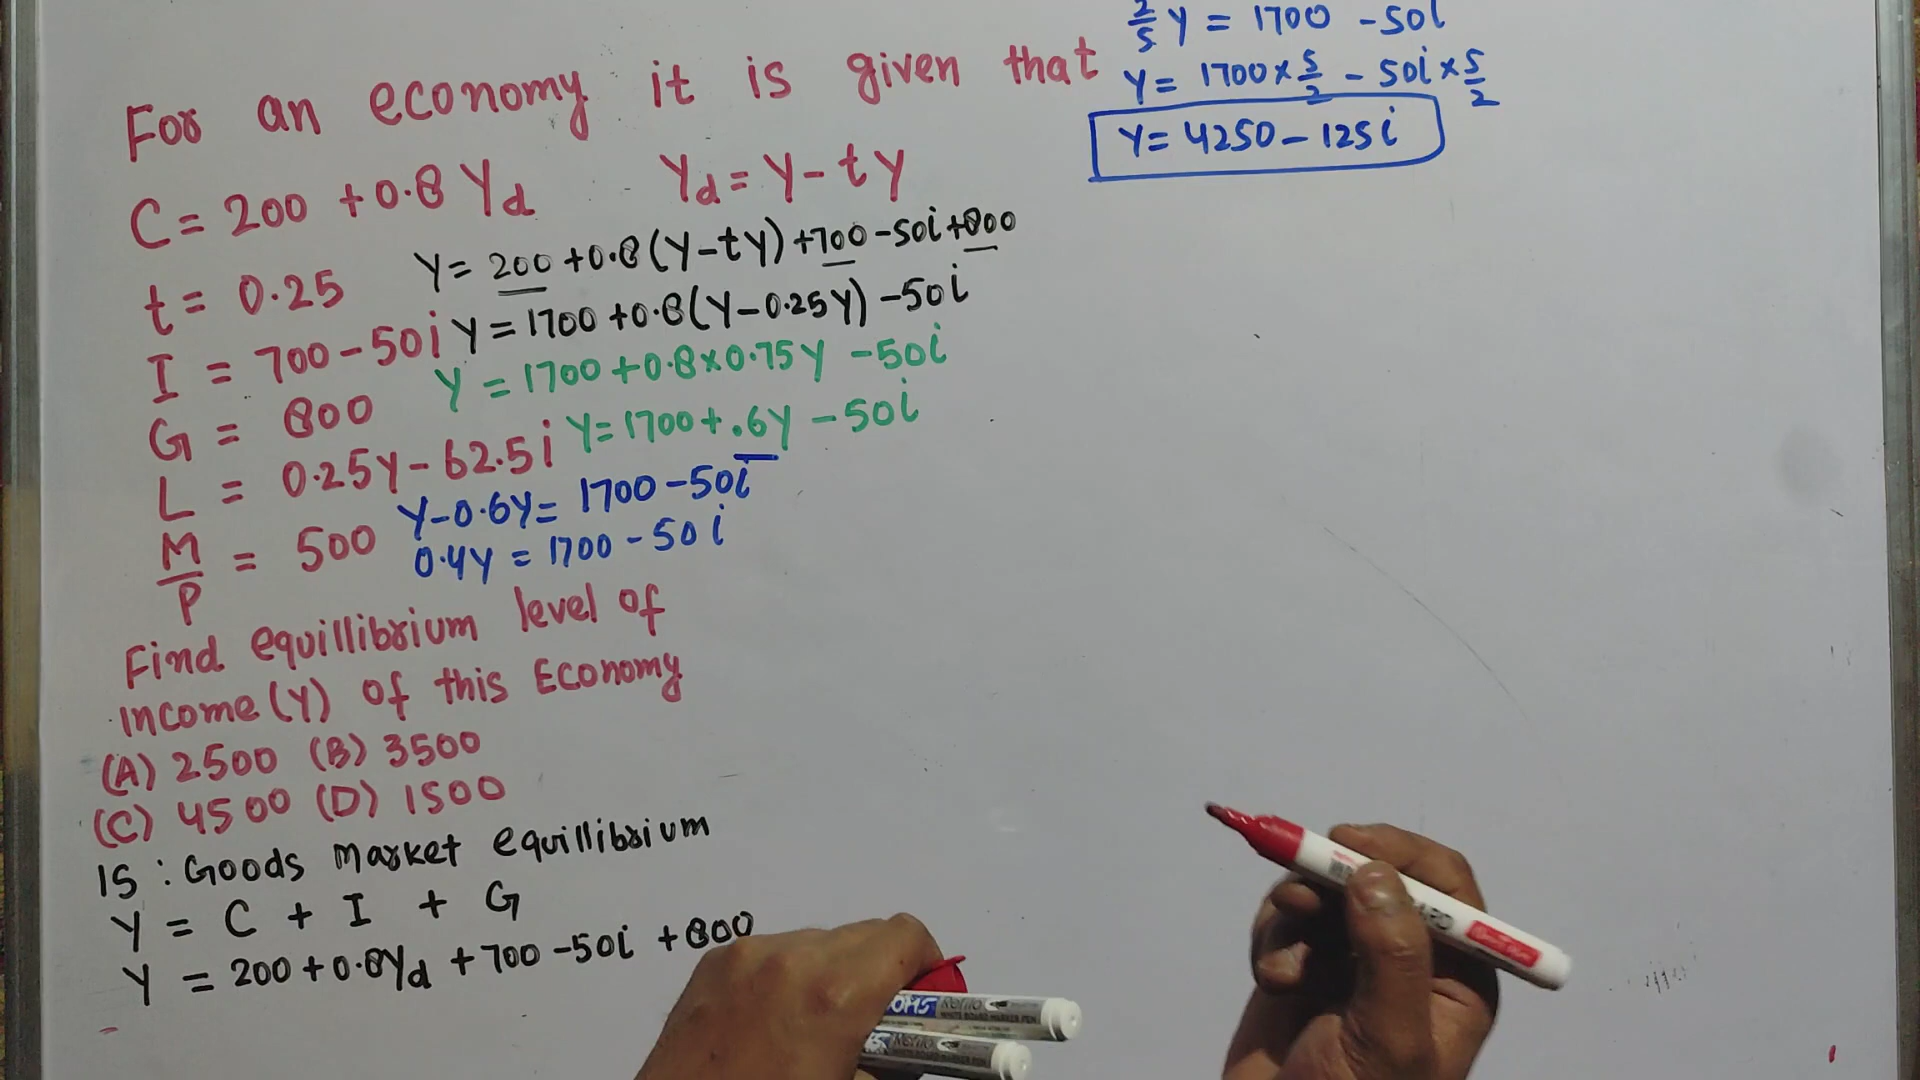 For an economy it is given that
C = 200 + 0.8 Yd Yd = Y - tY
t = 0.25
I = 700 - 50i
G = 800
L = 0.25Y - 62.5i
M/P = 500
Find equillibrium level of
income (Y) of this Economy
(A) 2500 (B) 3500
(C) 4500 (D) 1500
IS : Goods Market equillibrium
Y = C + I + G
Y = 200 + 0.8Yd + 700 - 50i + 800
Y = 200 + 0.8(Y - tY) + 700 - 50i + 800
Y = 1700 + 0.8(Y - 0.25Y) - 50i
Y = 1700 + 0.8 × 0.75Y - 50i
Y = 1700 + .6Y - 50i
Y - 0.6Y = 1700 - 50i
0.4Y = 1700 - 50i
2/5 Y = 1700 - 50i
Y = 1700 × 5/2 - 50i × 5/2
Y = 4250 - 125i